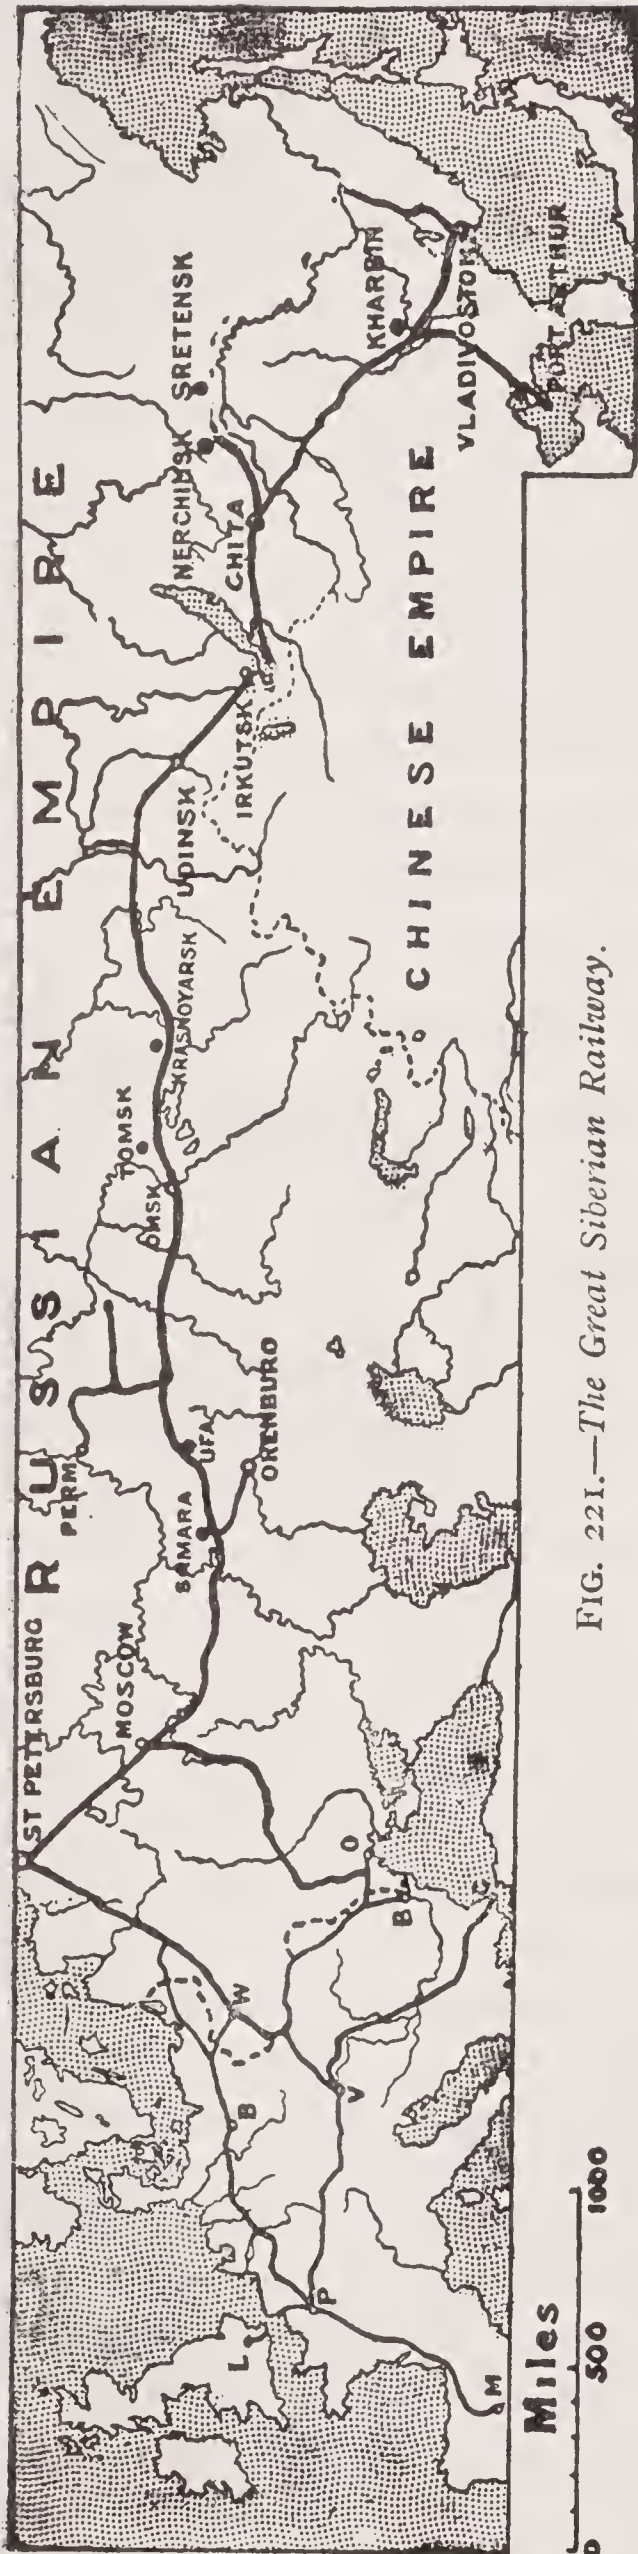 RUSSIAN EMPIRE
CHINESE EMPIRE
ST PETERSBURG
MOSCOW
PERM
SAMARA
UFA
ORENBURG
OMSK
TOMSK
KRASNOYARSK
UDINSK
IRKUTSK
CHITA
NERCHINSK
SRETENSK
KHARBIN
VLADIVOSTOK
PORT ARTHUR
L
P
M
B
V
W
O
B
C
Miles
0 500 1000
FIG. 221.—The Great Siberian Railway.